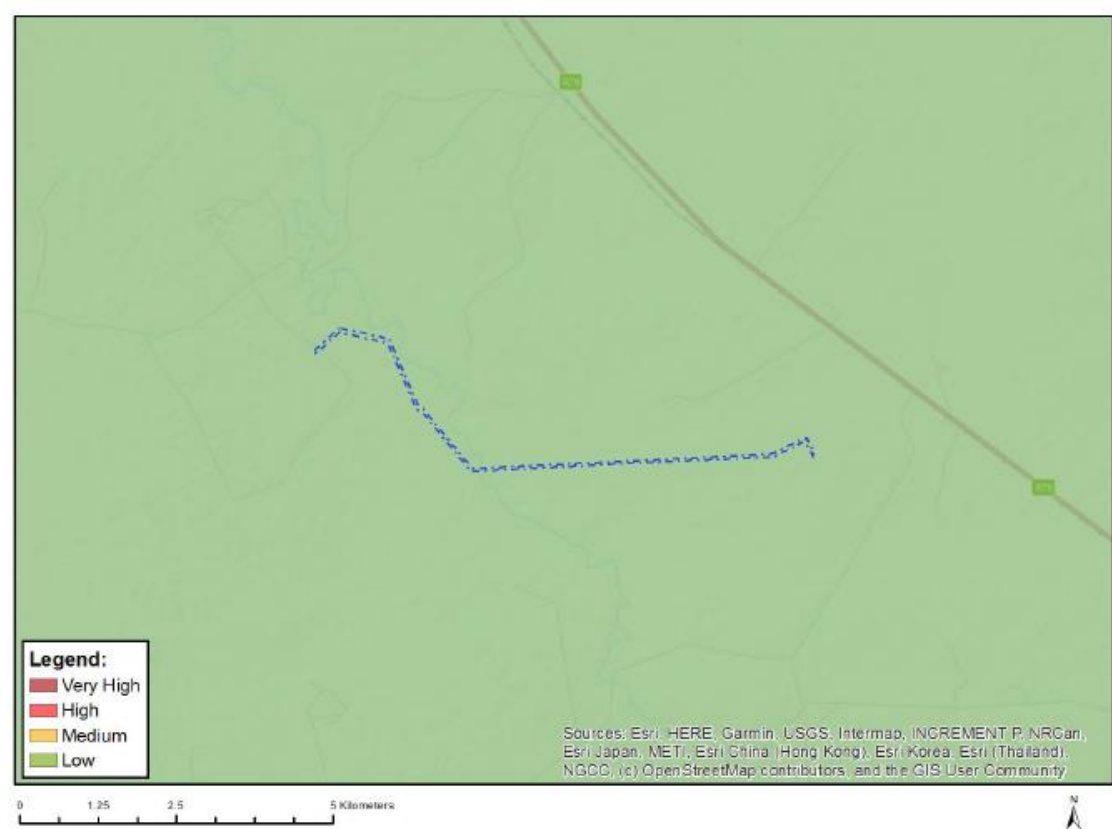 Legend:
Very High
High
Medium
Low
Sources: Esri, HERE, Garmin, USGS, Intermap, INCREMENT P, NRCan,
Esri Japan, METI, Esri China (Hong Kong), Esri Korea, Esri (Thailand),
NGCC, (c) OpenStreetMap contributors, and the GIS User Community
0 1.25 2.5 5 Kilometers
N